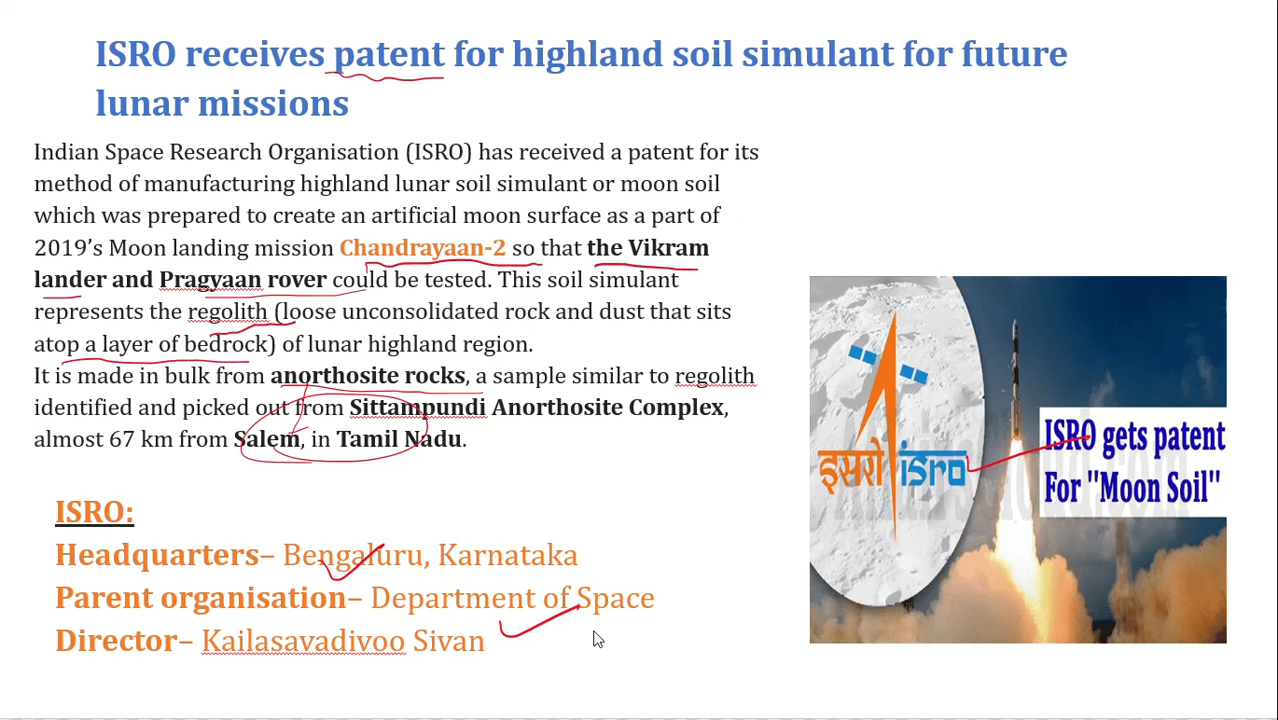 ISRO receives patent for highland soil simulant for future
lunar missions
Indian Space Research Organisation (ISRO) has received a patent for its
method of manufacturing highland lunar soil simulant or moon soil
which was prepared to create an artificial moon surface as a part of
2019’s Moon landing mission Chandrayaan-2 so that the Vikram
lander and Pragyaan rover could be tested. This soil simulant
represents the regolith (loose unconsolidated rock and dust that sits
atop a layer of bedrock) of lunar highland region.
It is made in bulk from anorthosite rocks, a sample similar to regolith
identified and picked out from Sittampundi Anorthosite Complex,
almost 67 km from Salem, in Tamil Nadu.
ISRO:
Headquarters– Bengaluru, Karnataka
Parent organisation– Department of Space
Director– Kailasavadivoo Sivan
इसरो isro
ISRO gets patent
For "Moon Soil"